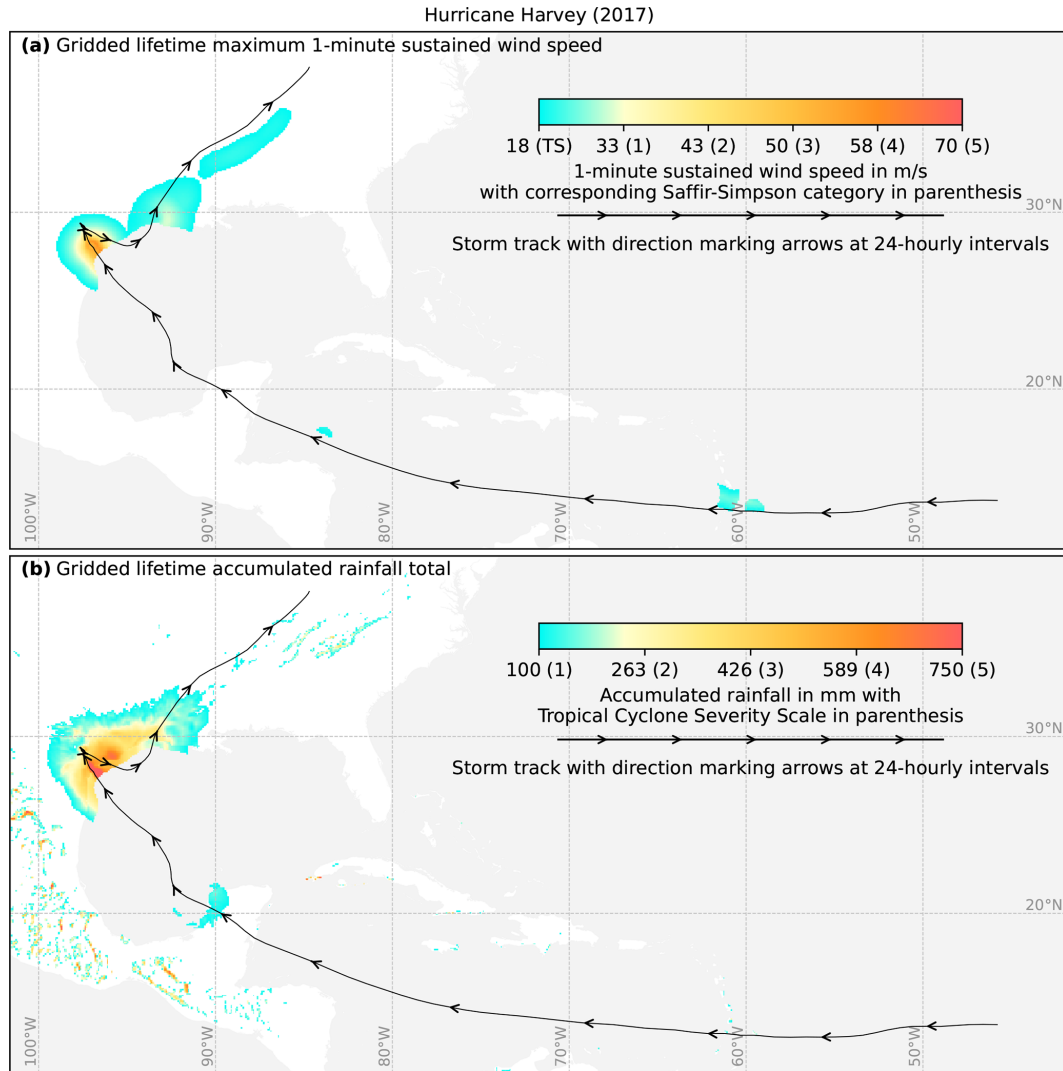 Hurricane Harvey (2017)
(a) Gridded lifetime maximum 1-minute sustained wind speed
18 (TS) 33 (1) 43 (2) 50 (3) 58 (4) 70 (5)
1-minute sustained wind speed in m/s
with corresponding Saffir-Simpson category in parenthesis
30°N
Storm track with direction marking arrows at 24-hourly intervals
20°N
100°W 90°W 80°W 70°W 60°W 50°W
(b) Gridded lifetime accumulated rainfall total
100 (1) 263 (2) 426 (3) 589 (4) 750 (5)
Accumulated rainfall in mm with
Tropical Cyclone Severity Scale in parenthesis
30°N
Storm track with direction marking arrows at 24-hourly intervals
20°N
100°W 90°W 80°W 70°W 60°W 50°W